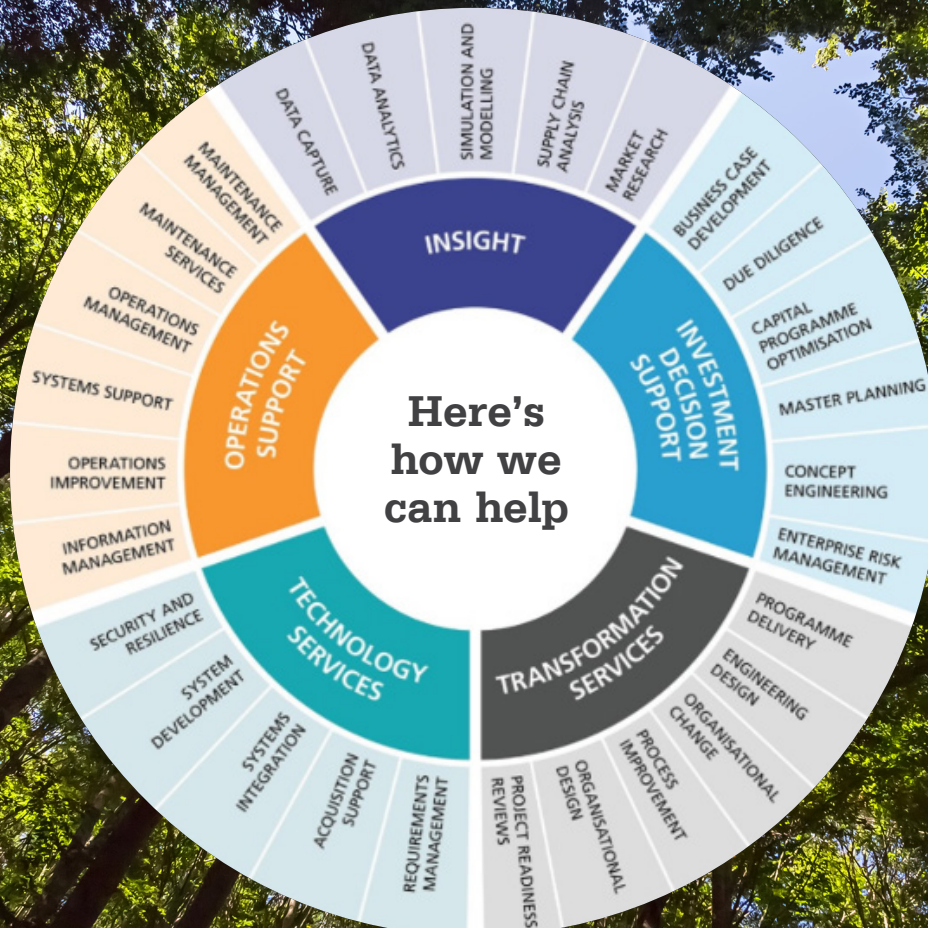 Here's
how we
can help
INSIGHT
DATA CAPTURE
DATA ANALYTICS
SIMULATION AND
MODELLING
SUPPLY CHAIN
ANALYSIS
MARKET
RESEARCH
INVESTMENT
DECISION
SUPPORT
BUSINESS CASE
DEVELOPMENT
DUE DILIGENCE
CAPITAL
PROGRAMME
OPTIMISATION
MASTER PLANNING
CONCEPT
ENGINEERING
ENTERPRISE RISK
MANAGEMENT
TRANSFORMATION
SERVICES
PROGRAMME
DELIVERY
ENGINEERING
DESIGN
ORGANISATIONAL
CHANGE
PROCESS
IMPROVEMENT
ORGANISATIONAL
DESIGN
PROJECT READINESS
REVIEWS
TECHNOLOGY
SERVICES
REQUIREMENTS
MANAGEMENT
ACQUISITION
SUPPORT
SYSTEMS
INTEGRATION
SYSTEM
DEVELOPMENT
SECURITY AND
RESILIENCE
OPERATIONS
SUPPORT
INFORMATION
MANAGEMENT
OPERATIONS
IMPROVEMENT
SYSTEMS SUPPORT
OPERATIONS
MANAGEMENT
MAINTENANCE
SERVICES
MAINTENANCE
MANAGEMENT